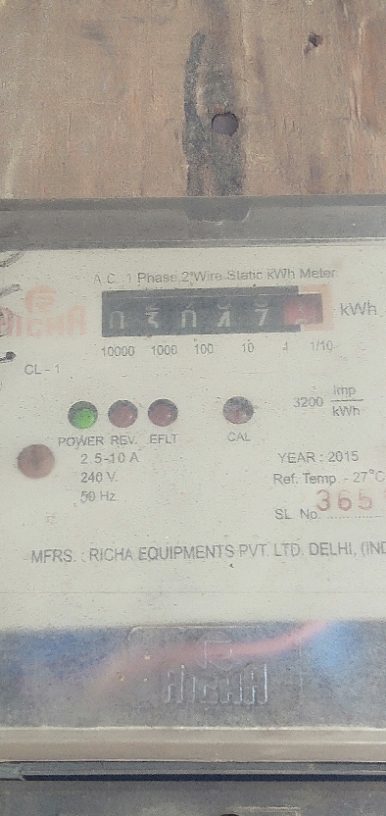 A C 1 Phase 2 Wire Static kWh Meter
RICHA
kWh
10000 1000 100 10 1 1/10
CL - 1
3200 imp/kWh
POWER REV. EFLT CAL
2.5-10 A
240 V.
50 Hz
YEAR : 2015
Ref. Temp. - 27°C
SL. No. 365
MFRS. : RICHA EQUIPMENTS PVT. LTD. DELHI, (IND
RICHA